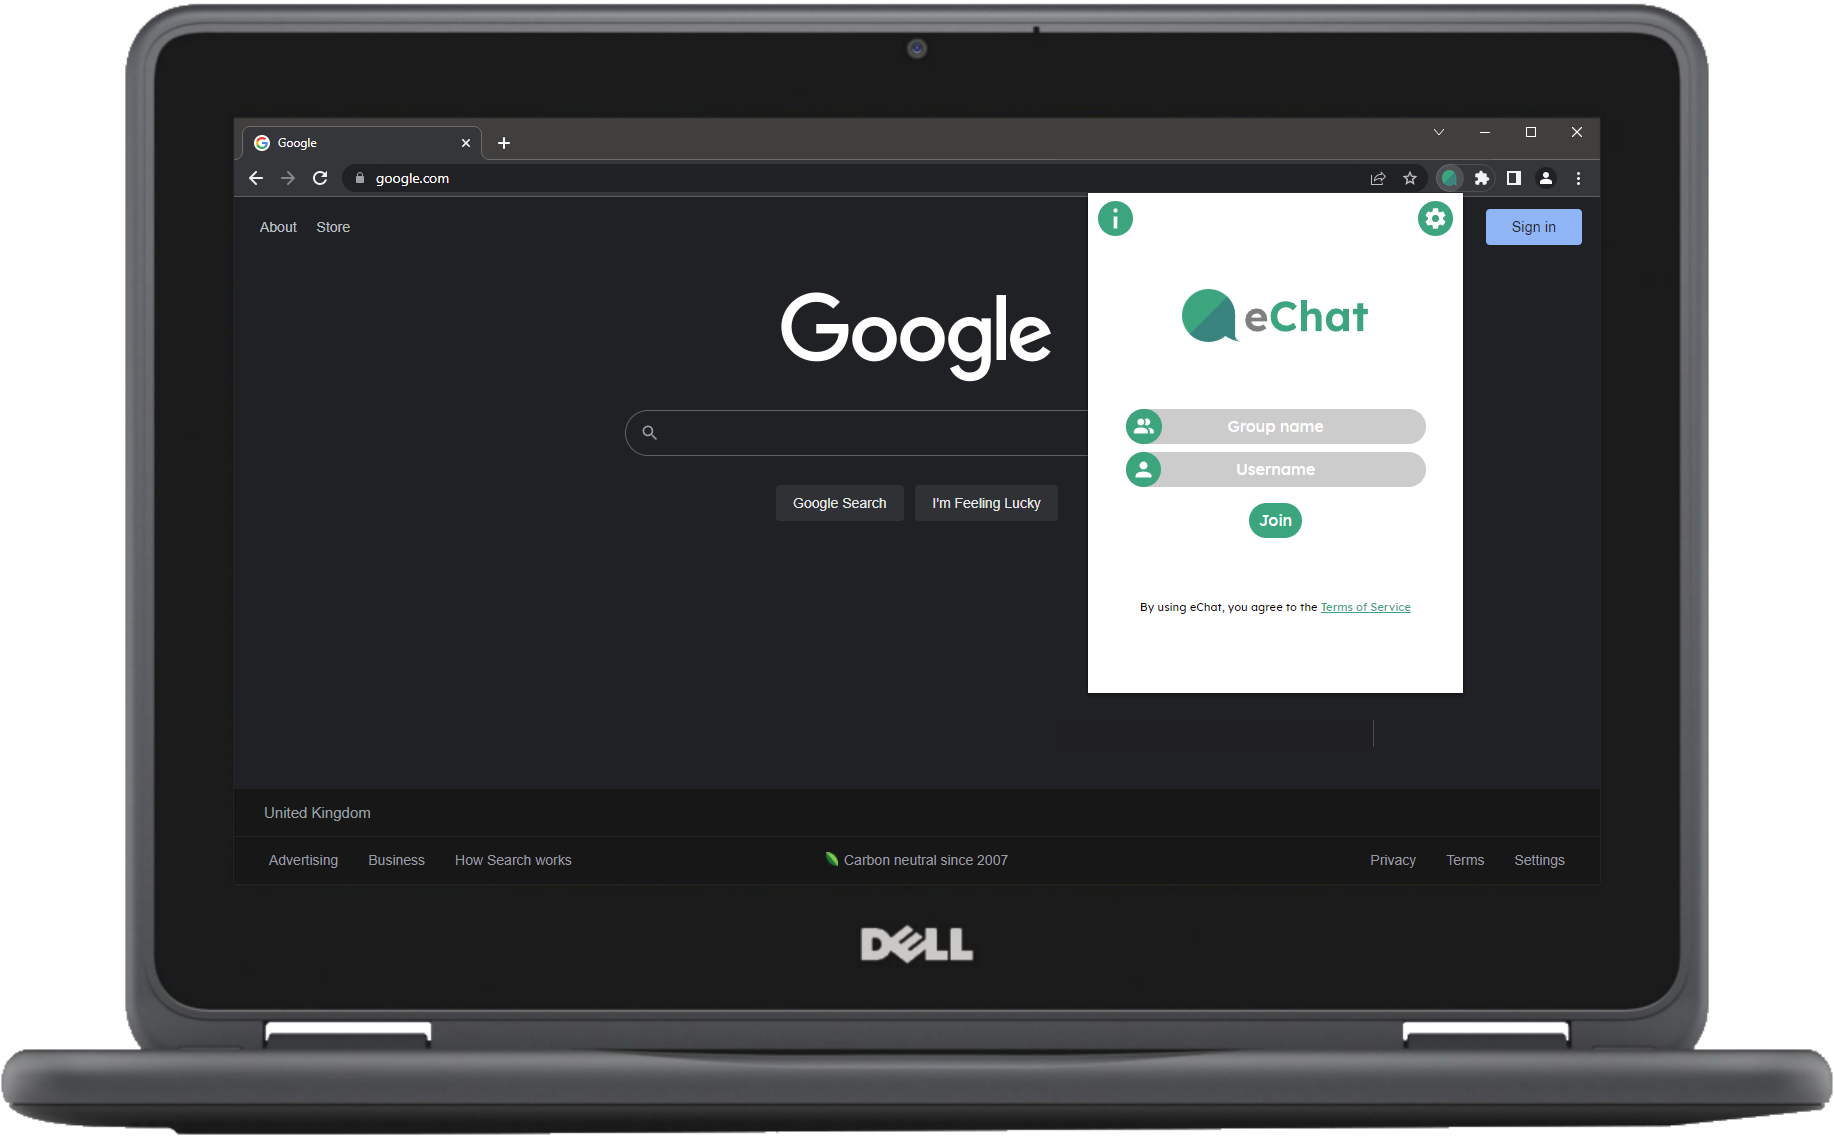 Google
google.com
About Store
Sign in
Google
eChat
Group name
Username
Google Search I'm Feeling Lucky
Join
By using eChat, you agree to the Terms of Service
United Kingdom
Advertising Business How Search works
Carbon neutral since 2007
Privacy Terms Settings
DELL